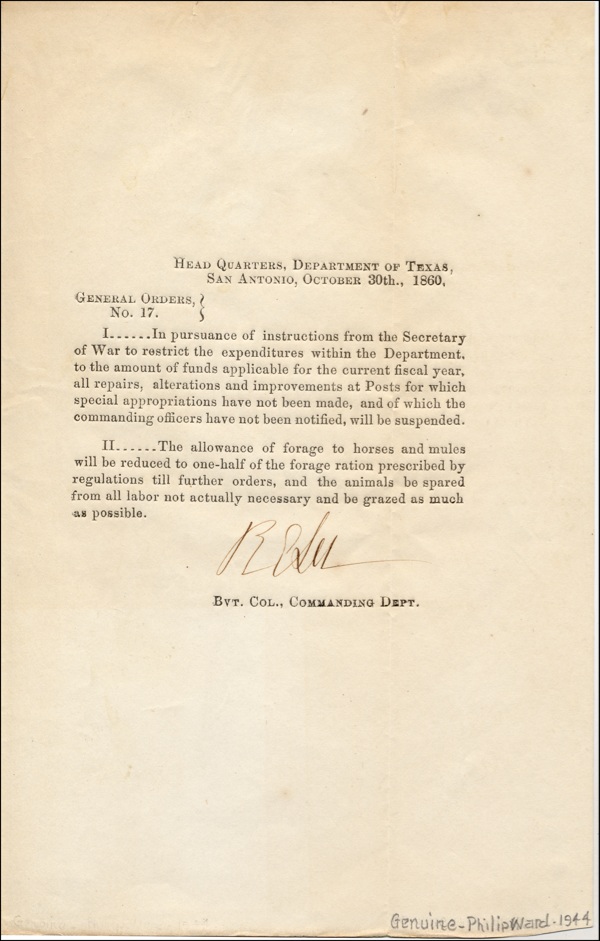 HEAD QUARTERS, DEPARTMENT OF TEXAS,
SAN ANTONIO, OCTOBER 30th., 1860,
GENERAL ORDERS,
No. 17.
I......In pursuance of instructions from the Secretary
of War to restrict the expenditures within the Department,
to the amount of funds applicable for the current fiscal year,
all repairs, alterations and improvements at Posts for which
special appropriations have not been made, and of which the
commanding officers have not been notified, will be suspended.
II......The allowance of forage to horses and mules
will be reduced to one-half of the forage ration prescribed by
regulations till further orders, and the animals be spared
from all labor not actually necessary and be grazed as much
as possible.
R E Lee
BVT. COL., COMMANDING DEPT.
Genuine-Philip Ward-1944